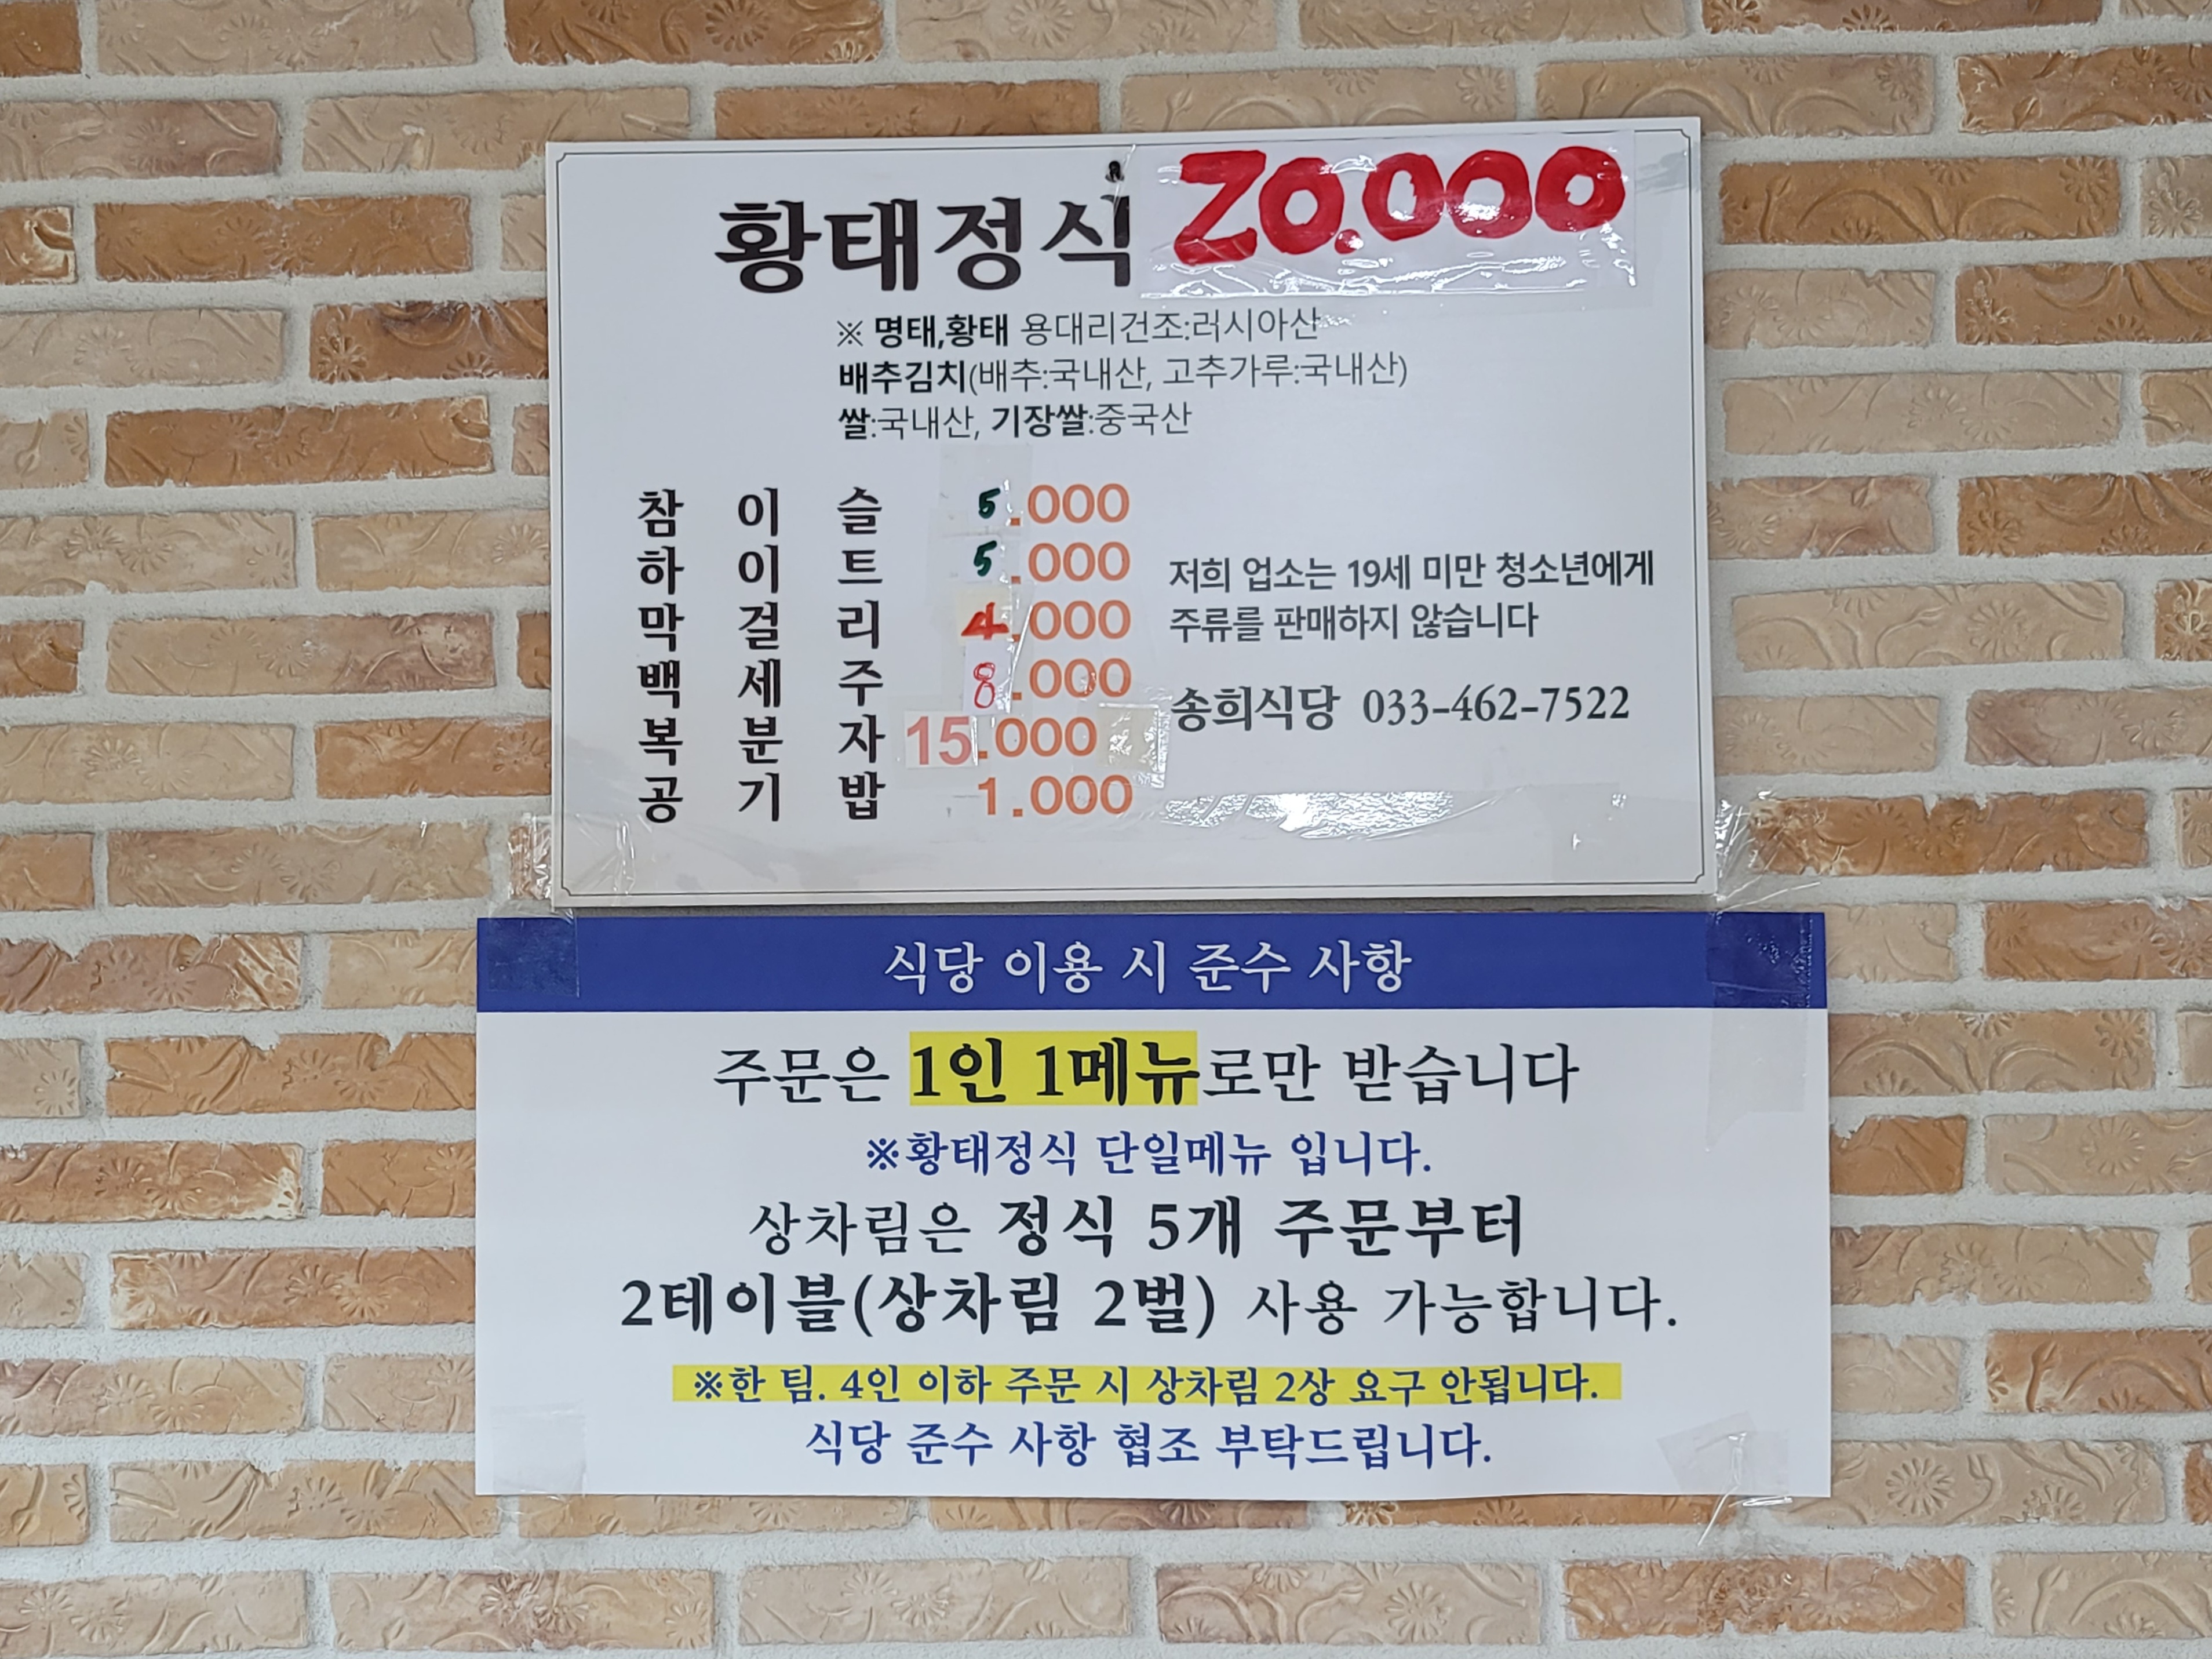 황태정식 20.000
※ 명태,황태 용대리건조:러시아산
배추김치(배추:국내산, 고추가루:국내산)
쌀:국내산, 기장쌀:중국산
참이슬 5.000
하이트 5.000
막걸리 4.000
백세주 8.000
복분자 15.000
공기밥 1.000
저희 업소는 19세 미만 청소년에게
주류를 판매하지 않습니다
송희식당 033-462-7522
식당 이용 시 준수 사항
주문은 1인 1메뉴로만 받습니다
※황태정식 단일메뉴 입니다.
상차림은 정식 5개 주문부터
2테이블(상차림 2벌) 사용 가능합니다.
※한 팀. 4인 이하 주문 시 상차림 2상 요구 안됩니다.
식당 준수 사항 협조 부탁드립니다.